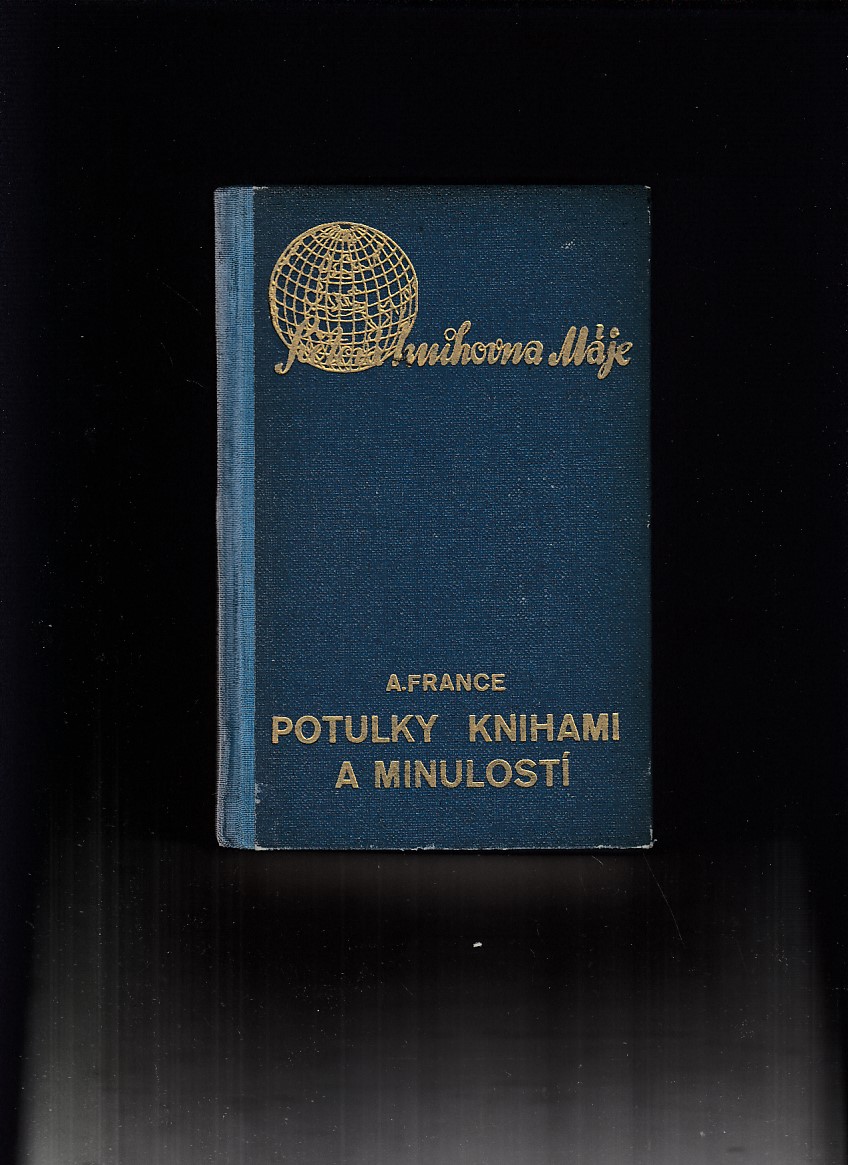 Světová knihovna Máje
A.FRANCE
POTULKY KNIHAMI
A MINULOSTÍ